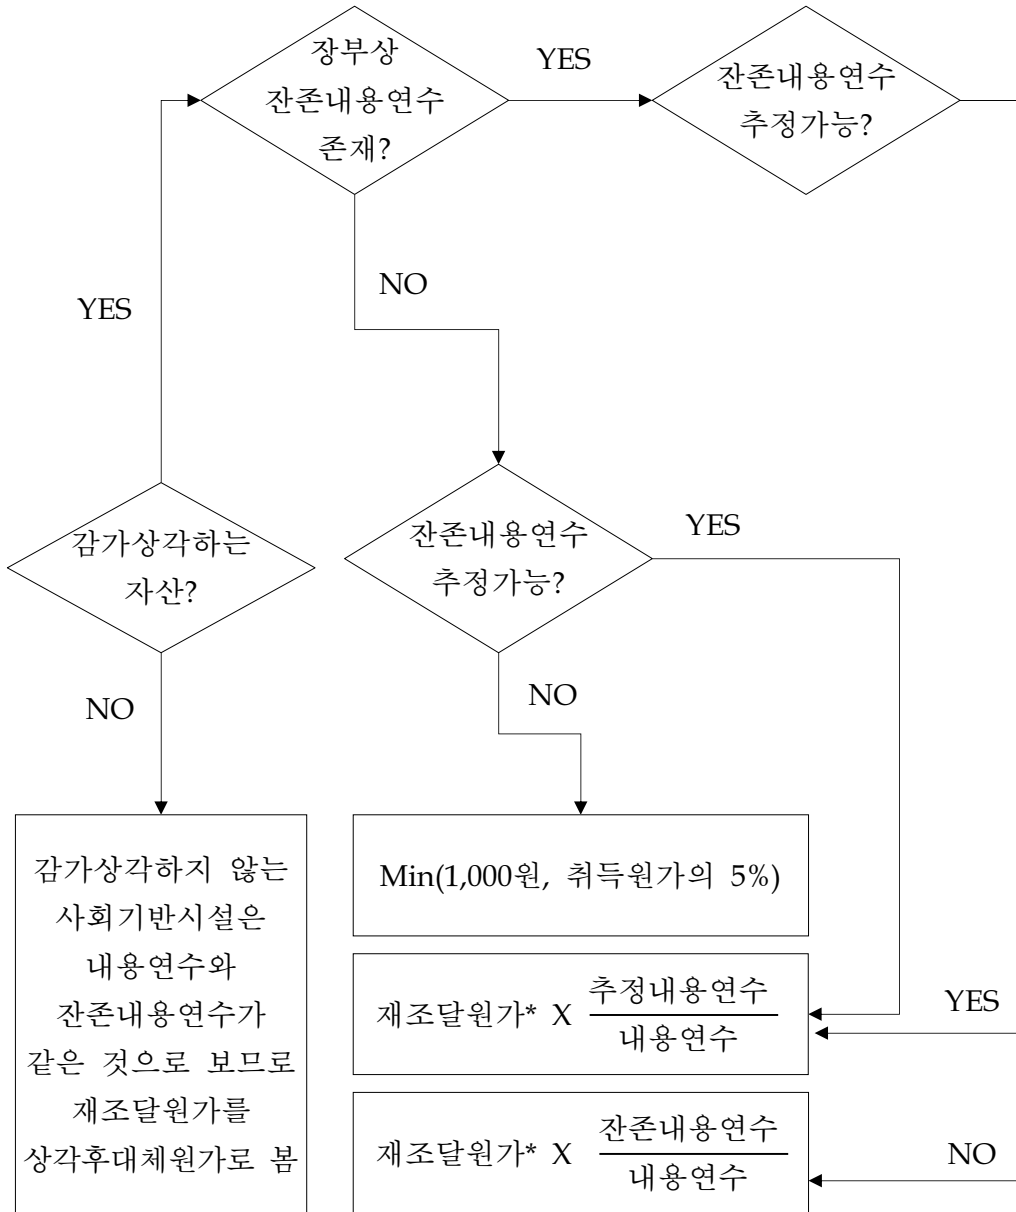 장부상
잔존내용연수
존재?
YES
잔존내용연수
추정가능?
YES
NO
감가상각하는
자산?
잔존내용연수
추정가능?
YES
NO
NO
감가상각하지 않는
사회기반시설은
내용연수와
잔존내용연수가
같은 것으로 보므로
재조달원가를
상각후대체원가로 봄
Min(1,000원, 취득원가의 5%)
재조달원가* X 추정내용연수
내용연수
YES
재조달원가* X 잔존내용연수
내용연수
NO